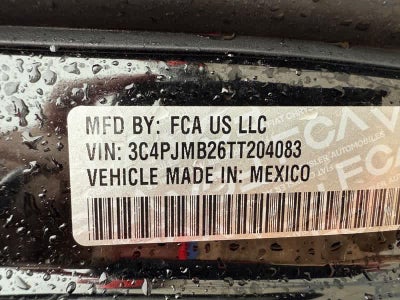 MFD BY: FCA US LLC
VIN: 3C4PJMB26TT204083
VEHICLE MADE IN: MEXICO